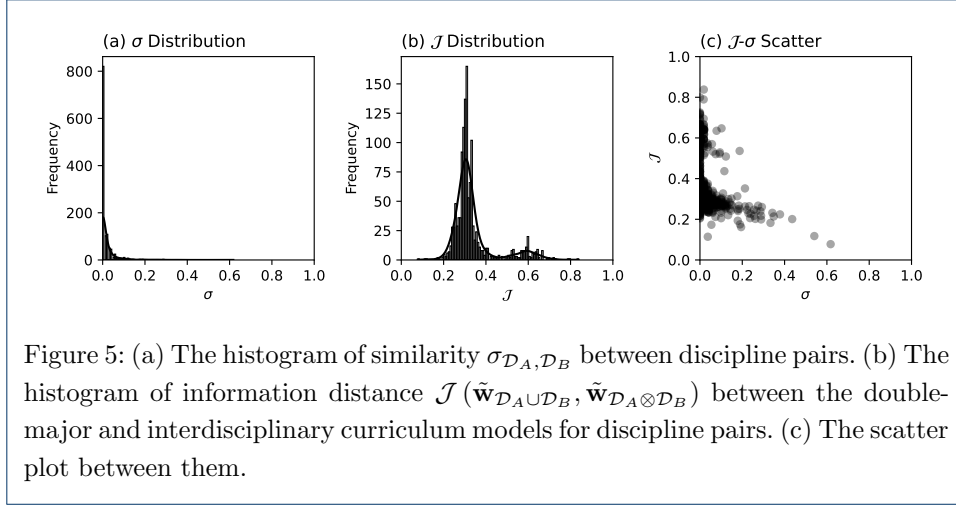 (a) σ Distribution
(b) 𝒥 Distribution
(c) 𝒥-σ Scatter
800
600
400
200
0
Frequency
0.0 0.2 0.4 0.6 0.8 1.0
σ
150
125
100
75
50
25
0
Frequency
0.0 0.2 0.4 0.6 0.8 1.0
𝒥
1.0
0.8
0.6
0.4
0.2
0.0
𝒥
0.0 0.2 0.4 0.6 0.8 1.0
σ
Figure 5: (a) The histogram of similarity σ_{𝒟_A,𝒟_B} between discipline pairs. (b) The
histogram of information distance 𝒥 (w̃_{𝒟_A∪𝒟_B}, w̃_{𝒟_A⊗𝒟_B}) between the double-
major and interdisciplinary curriculum models for discipline pairs. (c) The scatter
plot between them.